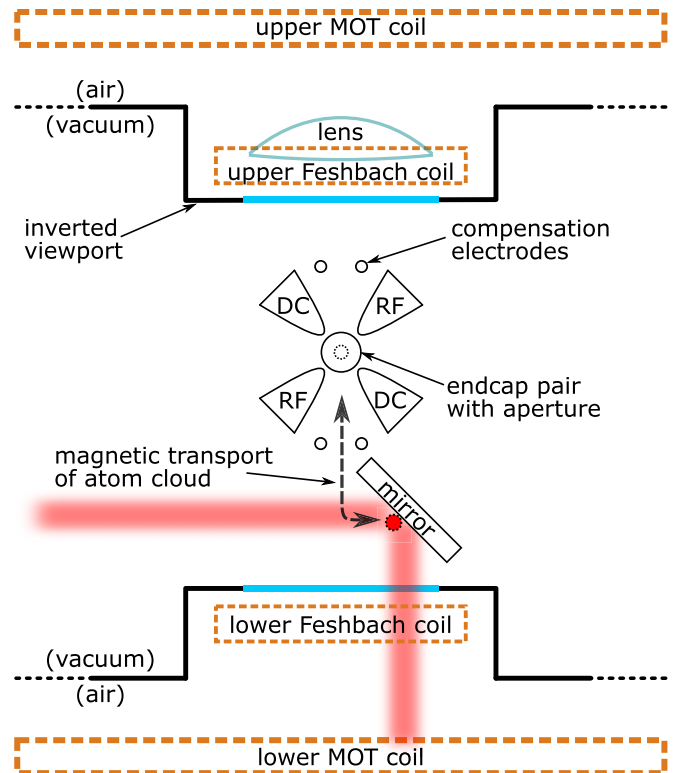 upper MOT coil
(air)
(vacuum)
lens
upper Feshbach coil
inverted
viewport
compensation
electrodes
DC
RF
endcap pair
with aperture
RF
DC
magnetic transport
of atom cloud
mirror
lower Feshbach coil
(vacuum)
(air)
lower MOT coil